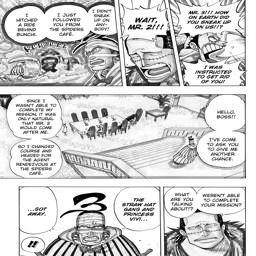 MR. 3!!! HOW
ON EARTH DID
YOU SNEAK UP
ON US!!?
I WAS
INSTRUCTED
TO GET RID
OF YOU!
WAIT,
MR. 2!!!
I DIDN'T
SNEAK UP
ON ANY-
BODY!
I JUST
FOLLOWED
YOU FROM
THE SPIDERS
CAFÉ.
I
HITCHED
A RIDE
BEHIND
BUNCHI.
HELLO,
BOSS!!
I'VE COME
TO ASK YOU
TO GIVE
ME ANOTHER
CHANCE.
SINCE I
WASN'T ABLE TO
COMPLETE MY
MISSION, IT WAS
ONLY NATURAL
THAT MR. 2
WOULD COME
AFTER ME.
SO I CHANGED
COURSE AND
HEADED FOR
THE AGENT
RENDEZVOUS AT
THE SPIDERS
CAFÉ.
WEREN'T ABLE
TO COMPLETE
YOUR MISSION?
WHAT
ARE YOU
TALKING
ABOUT!?
THE
STRAW HAT
GANG AND
PRINCESS
VIVI...
...GOT
AWAY.
!!